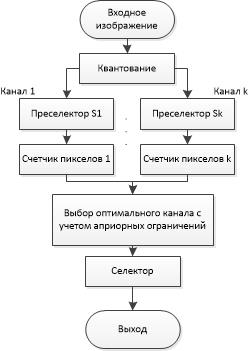 Входное
изображение
Квантование
Канал 1
Канал k
Преселектор S1
Преселектор Sk
Счетчик пикселов 1
Счетчик пикселов k
Выбор оптимального канала с
учетом априорных ограничений
Селектор
Выход